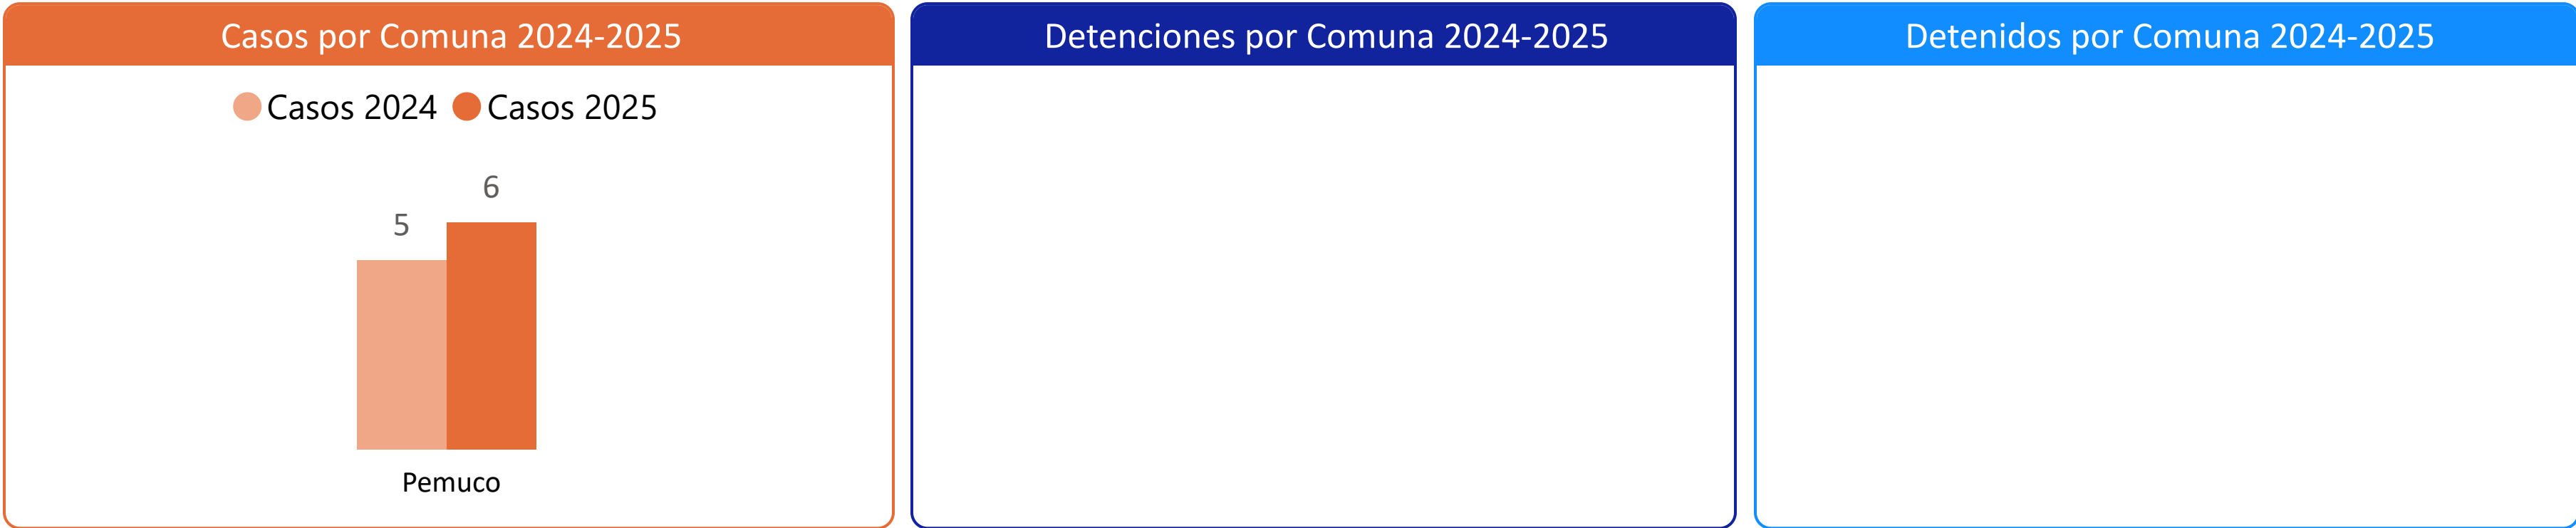 Casos por Comuna 2024-2025
Casos 2024 Casos 2025
5
6
Pemuco
Detenciones por Comuna 2024-2025
Detenidos por Comuna 2024-2025